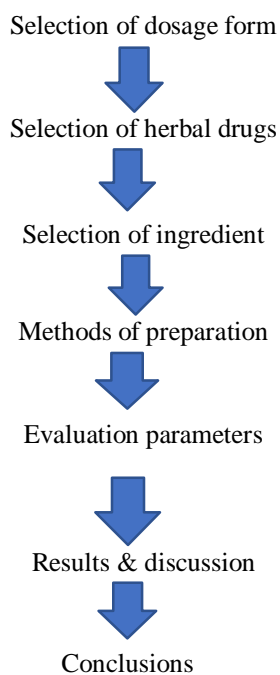 Selection of dosage form
Selection of herbal drugs
Selection of ingredient
Methods of preparation
Evaluation parameters
Results & discussion
Conclusions